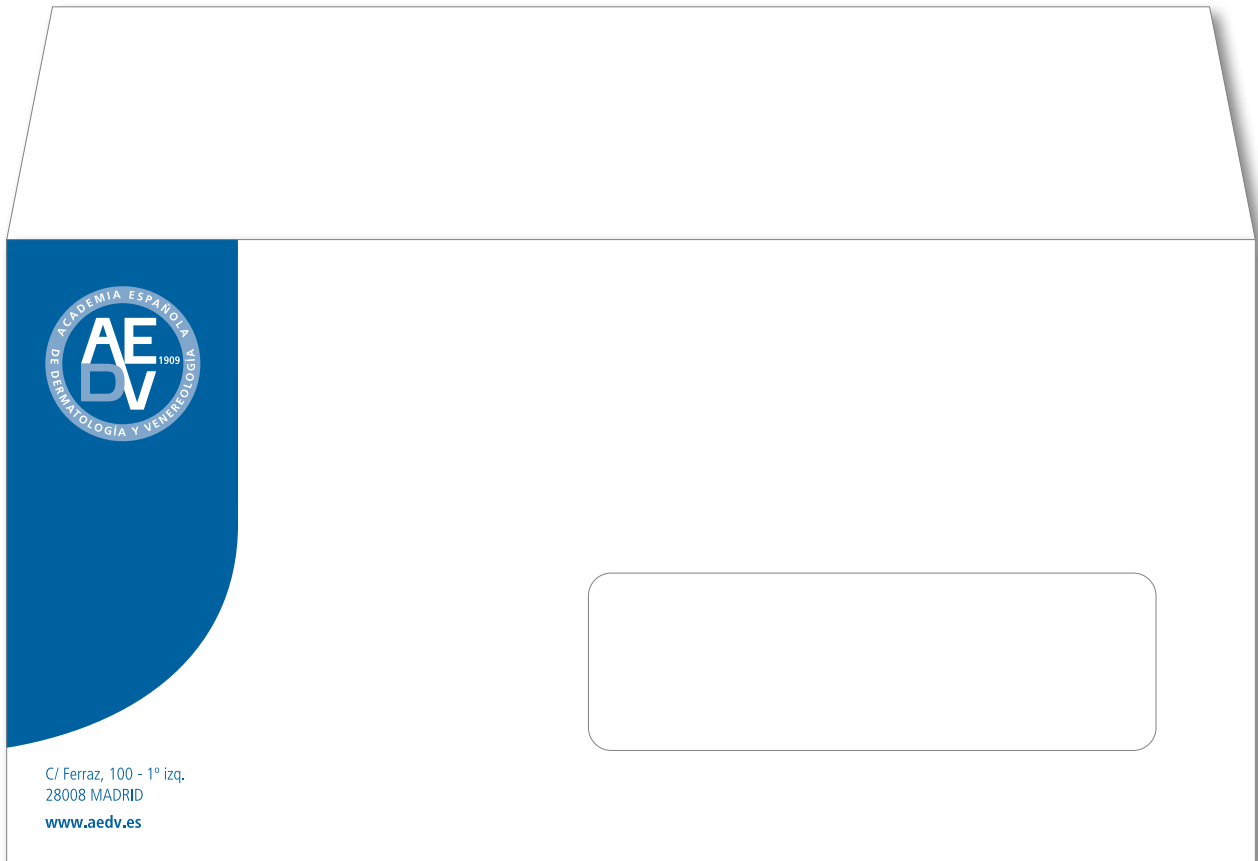 ACADEMIA ESPAÑOLA
DE DERMATOLOGÍA Y VENEREOLOGÍA
AE
1909
DV
C/ Ferraz, 100 - 1º izq.
28008 MADRID
www.aedv.es